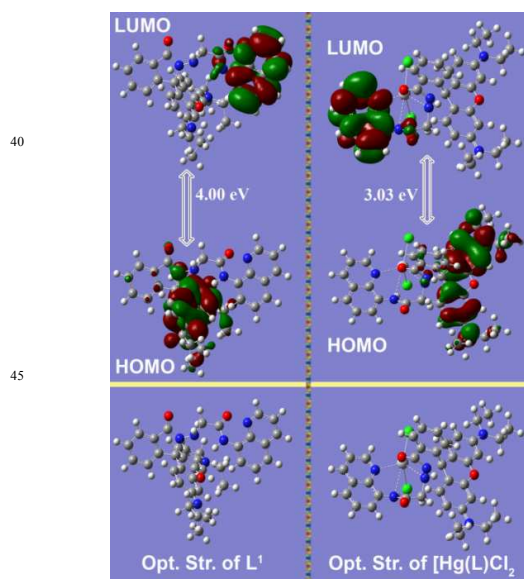 LUMO
LUMO
40
4.00 eV
3.03 eV
HOMO
HOMO
45
Opt. Str. of L¹
Opt. Str. of [Hg(L)Cl₂